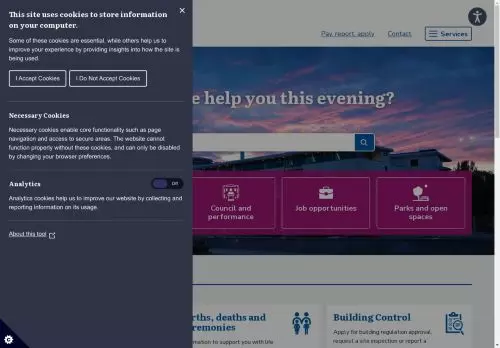 This site uses cookies to store information
on your computer.
Some of these cookies are essential, while others help us to
improve your experience by providing insights into how the site is
being used.
I Accept Cookies
I Do Not Accept Cookies
Necessary Cookies
Necessary cookies enable core functionality such as page
navigation and access to secure areas. The website cannot
function properly without these cookies, and can only be disabled
by changing your browser preferences.
Analytics
Off
Analytics cookies help us to improve our website by collecting and
reporting information on its usage.
About this tool
Pay, report, apply
Contact
Services
e help you this evening?
Council and
performance
Job opportunities
Parks and open
spaces
rths, deaths and
remonies
rmation to support you with life
Building Control
Apply for building regulation approval,
request a site inspection or report a